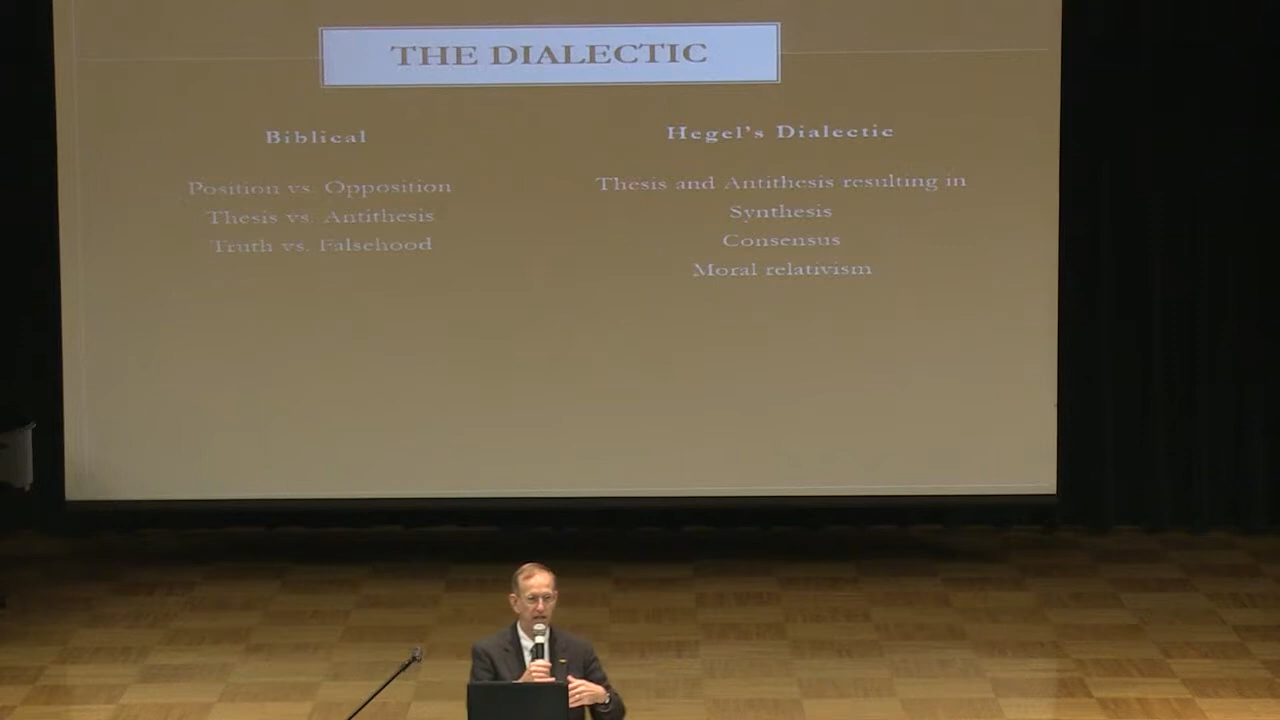 THE DIALECTIC
Biblical
Position vs. Opposition
Thesis vs. Antithesis
Truth vs. Falsehood
Hegel's Dialectic
Thesis and Antithesis resulting in
Synthesis
Consensus
Moral relativism